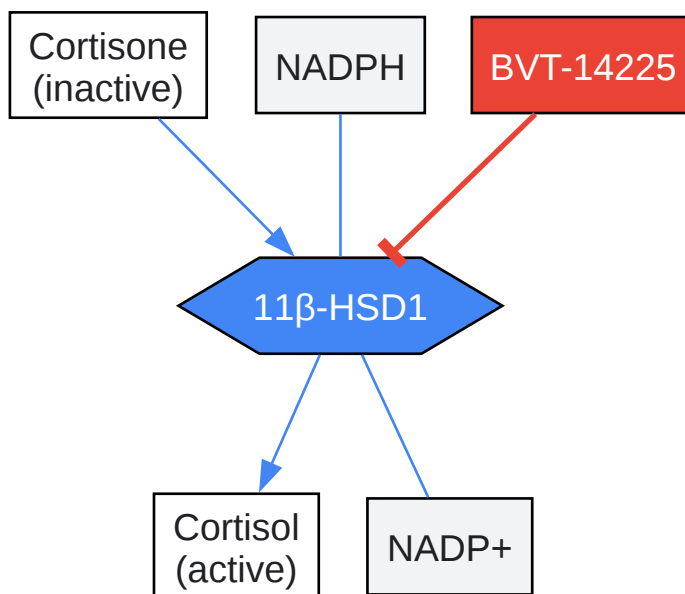 Cortisone
(inactive)
NADPH
BVT-14225
11β-HSD1
Cortisol
(active)
NADP+